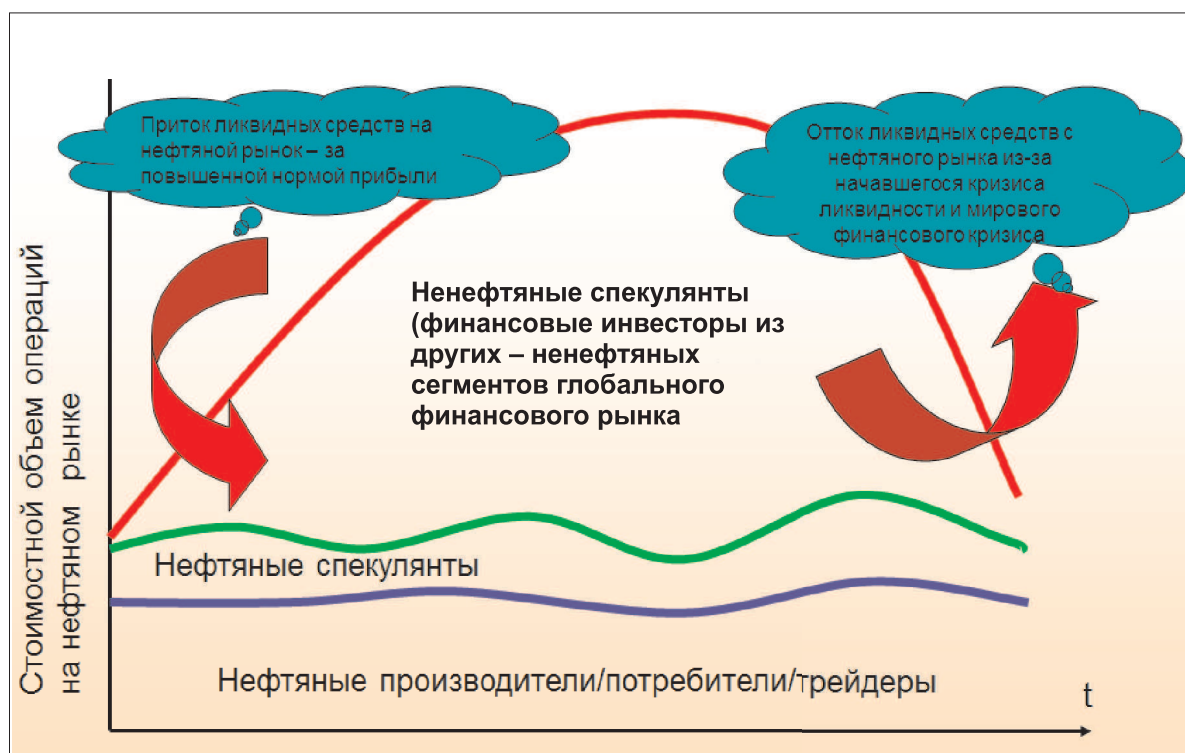 Приток ликвидных средств на
нефтяной рынок – за
повышенной нормой прибыли
Отток ликвидных средств с
нефтяного рынка из-за
начавшегося кризиса
ликвидности и мирового
финансового кризиса
Ненефтяные спекулянты
(финансовые инвесторы из
других – ненефтяных
сегментов глобального
финансового рынка
Стоимостной объем операций
на нефтяном рынке
Нефтяные спекулянты
Нефтяные производители/потребители/трейдеры
t